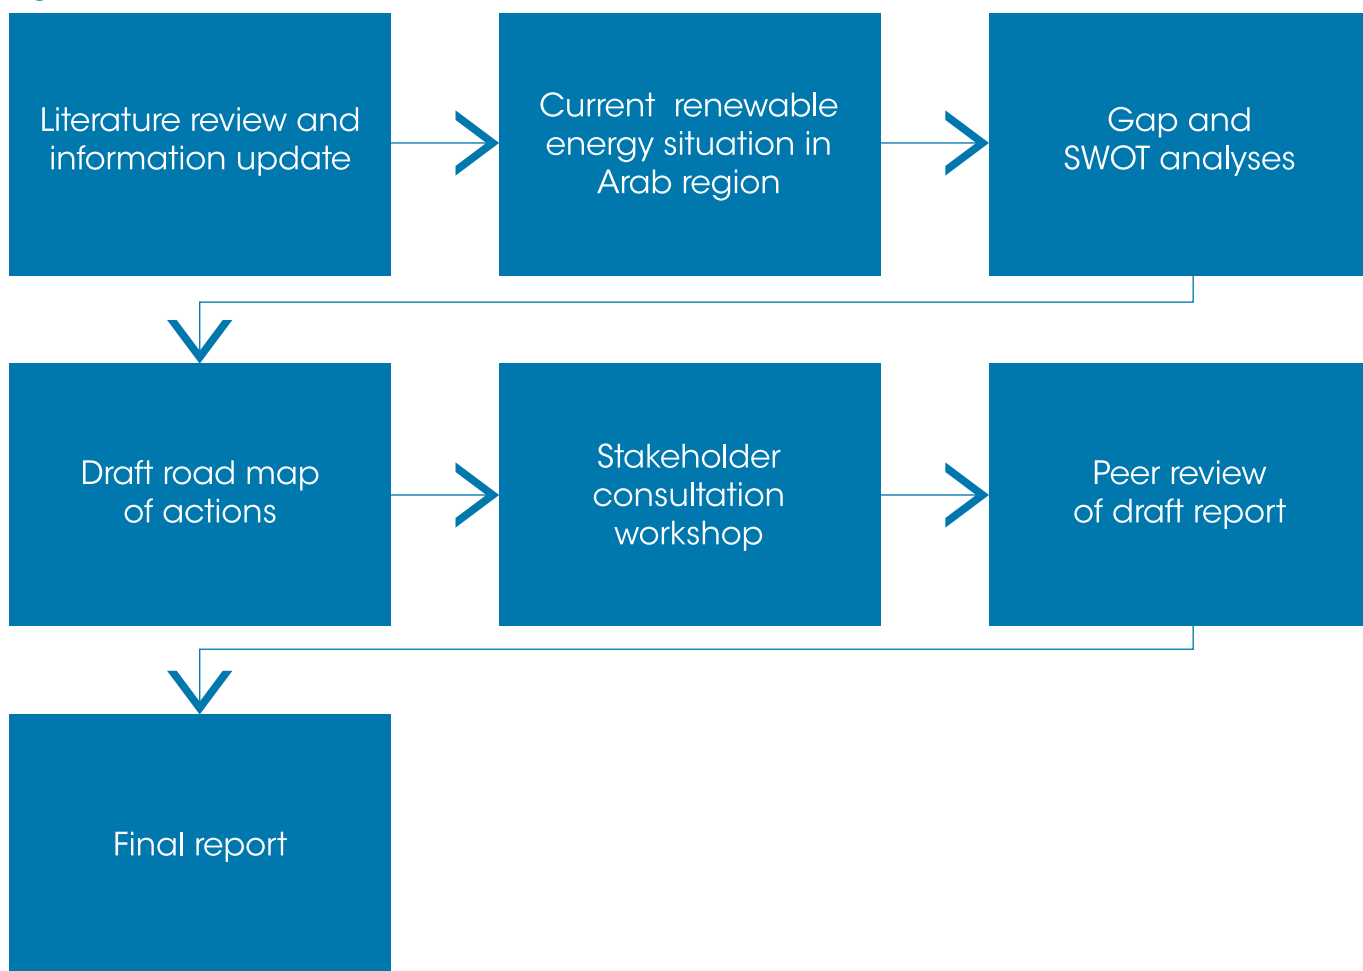 Literature review and
information update
Current renewable
energy situation in
Arab region
Gap and
SWOT analyses
Draft road map
of actions
Stakeholder
consultation
workshop
Peer review
of draft report
Final report